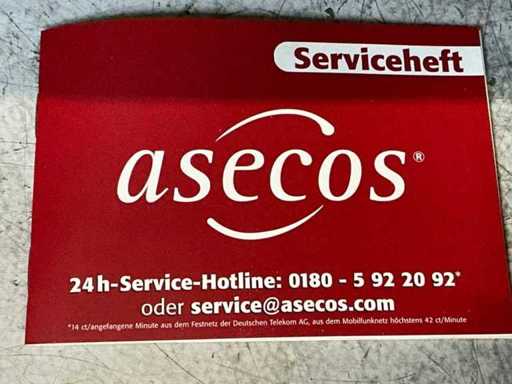 Serviceheft
asecos®
24h-Service-Hotline: 0180 - 5 92 20 92*
oder service@asecos.com
*14 ct/angefangene Minute aus dem Festnetz der Deutschen Telekom AG, aus dem Mobilfunknetz höchstens 42 ct/Minute